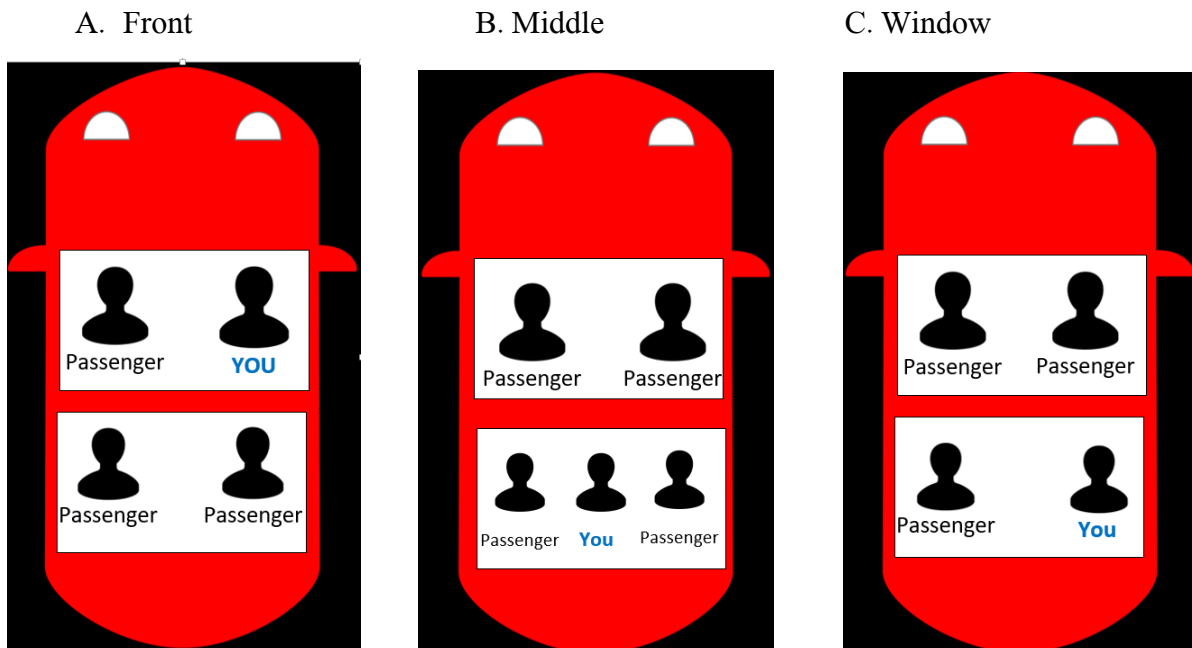 A. Front
B. Middle
C. Window
Passenger
YOU
Passenger
Passenger
Passenger
Passenger
Passenger
You
Passenger
Passenger
Passenger
Passenger
You